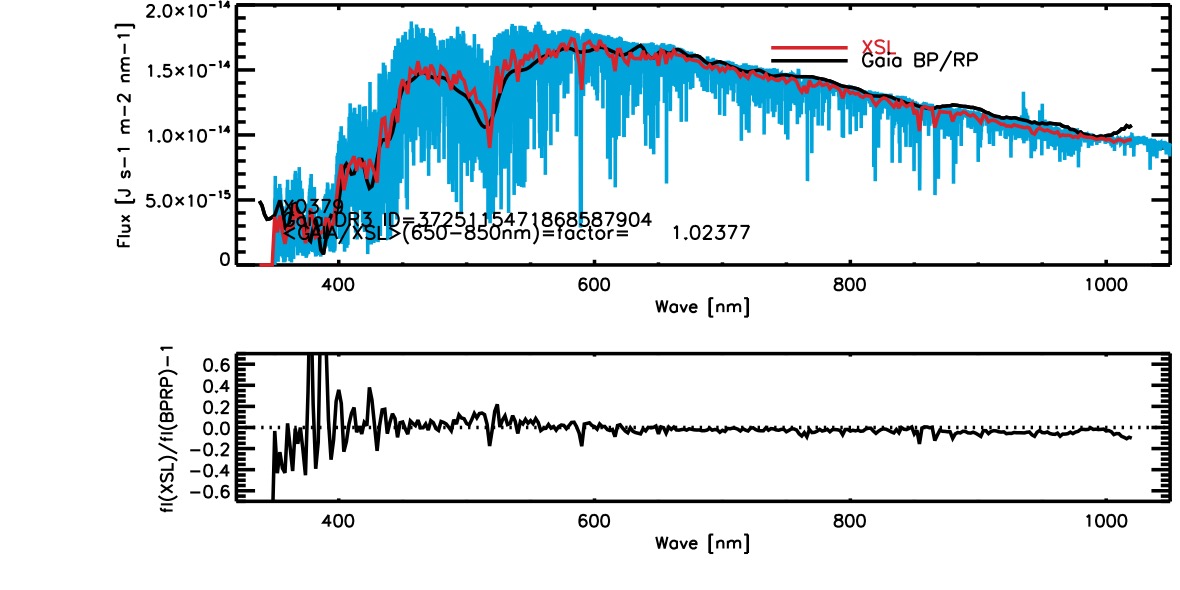 2.0×10⁻¹⁴
1.5×10⁻¹⁴
1.0×10⁻¹⁴
5.0×10⁻¹⁵
0
Flux [J s−1 m−2 nm−1]
XSL
Gaia BP/RP
X0379
Gaia DR3 ID=3725115471868587904
<GAIA/XSL>(650−850nm)=factor= 1.02377
400 600 800 1000
Wave [nm]
fl(XSL)/fl(BPRP)−1
0.6
0.4
0.2
0.0
−0.2
−0.4
−0.6
400 600 800 1000
Wave [nm]